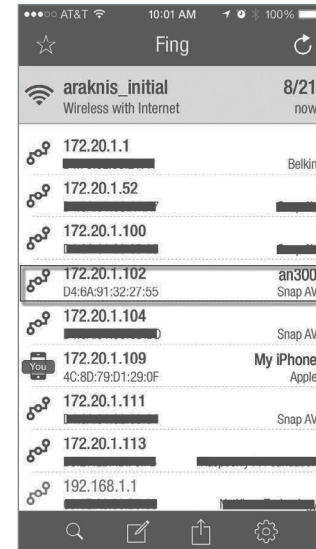 AT&T 10:01 AM 100%
Fing
araknis_initial 8/21
Wireless with Internet now
172.20.1.1
Belkin
172.20.1.52
172.20.1.100
172.20.1.102 an300
D4:6A:91:32:27:55 Snap AV
172.20.1.104
Snap AV
You 172.20.1.109 My iPhone
4C:8D:79:D1:29:0F Apple
172.20.1.111
Snap AV
172.20.1.113
192.168.1.1